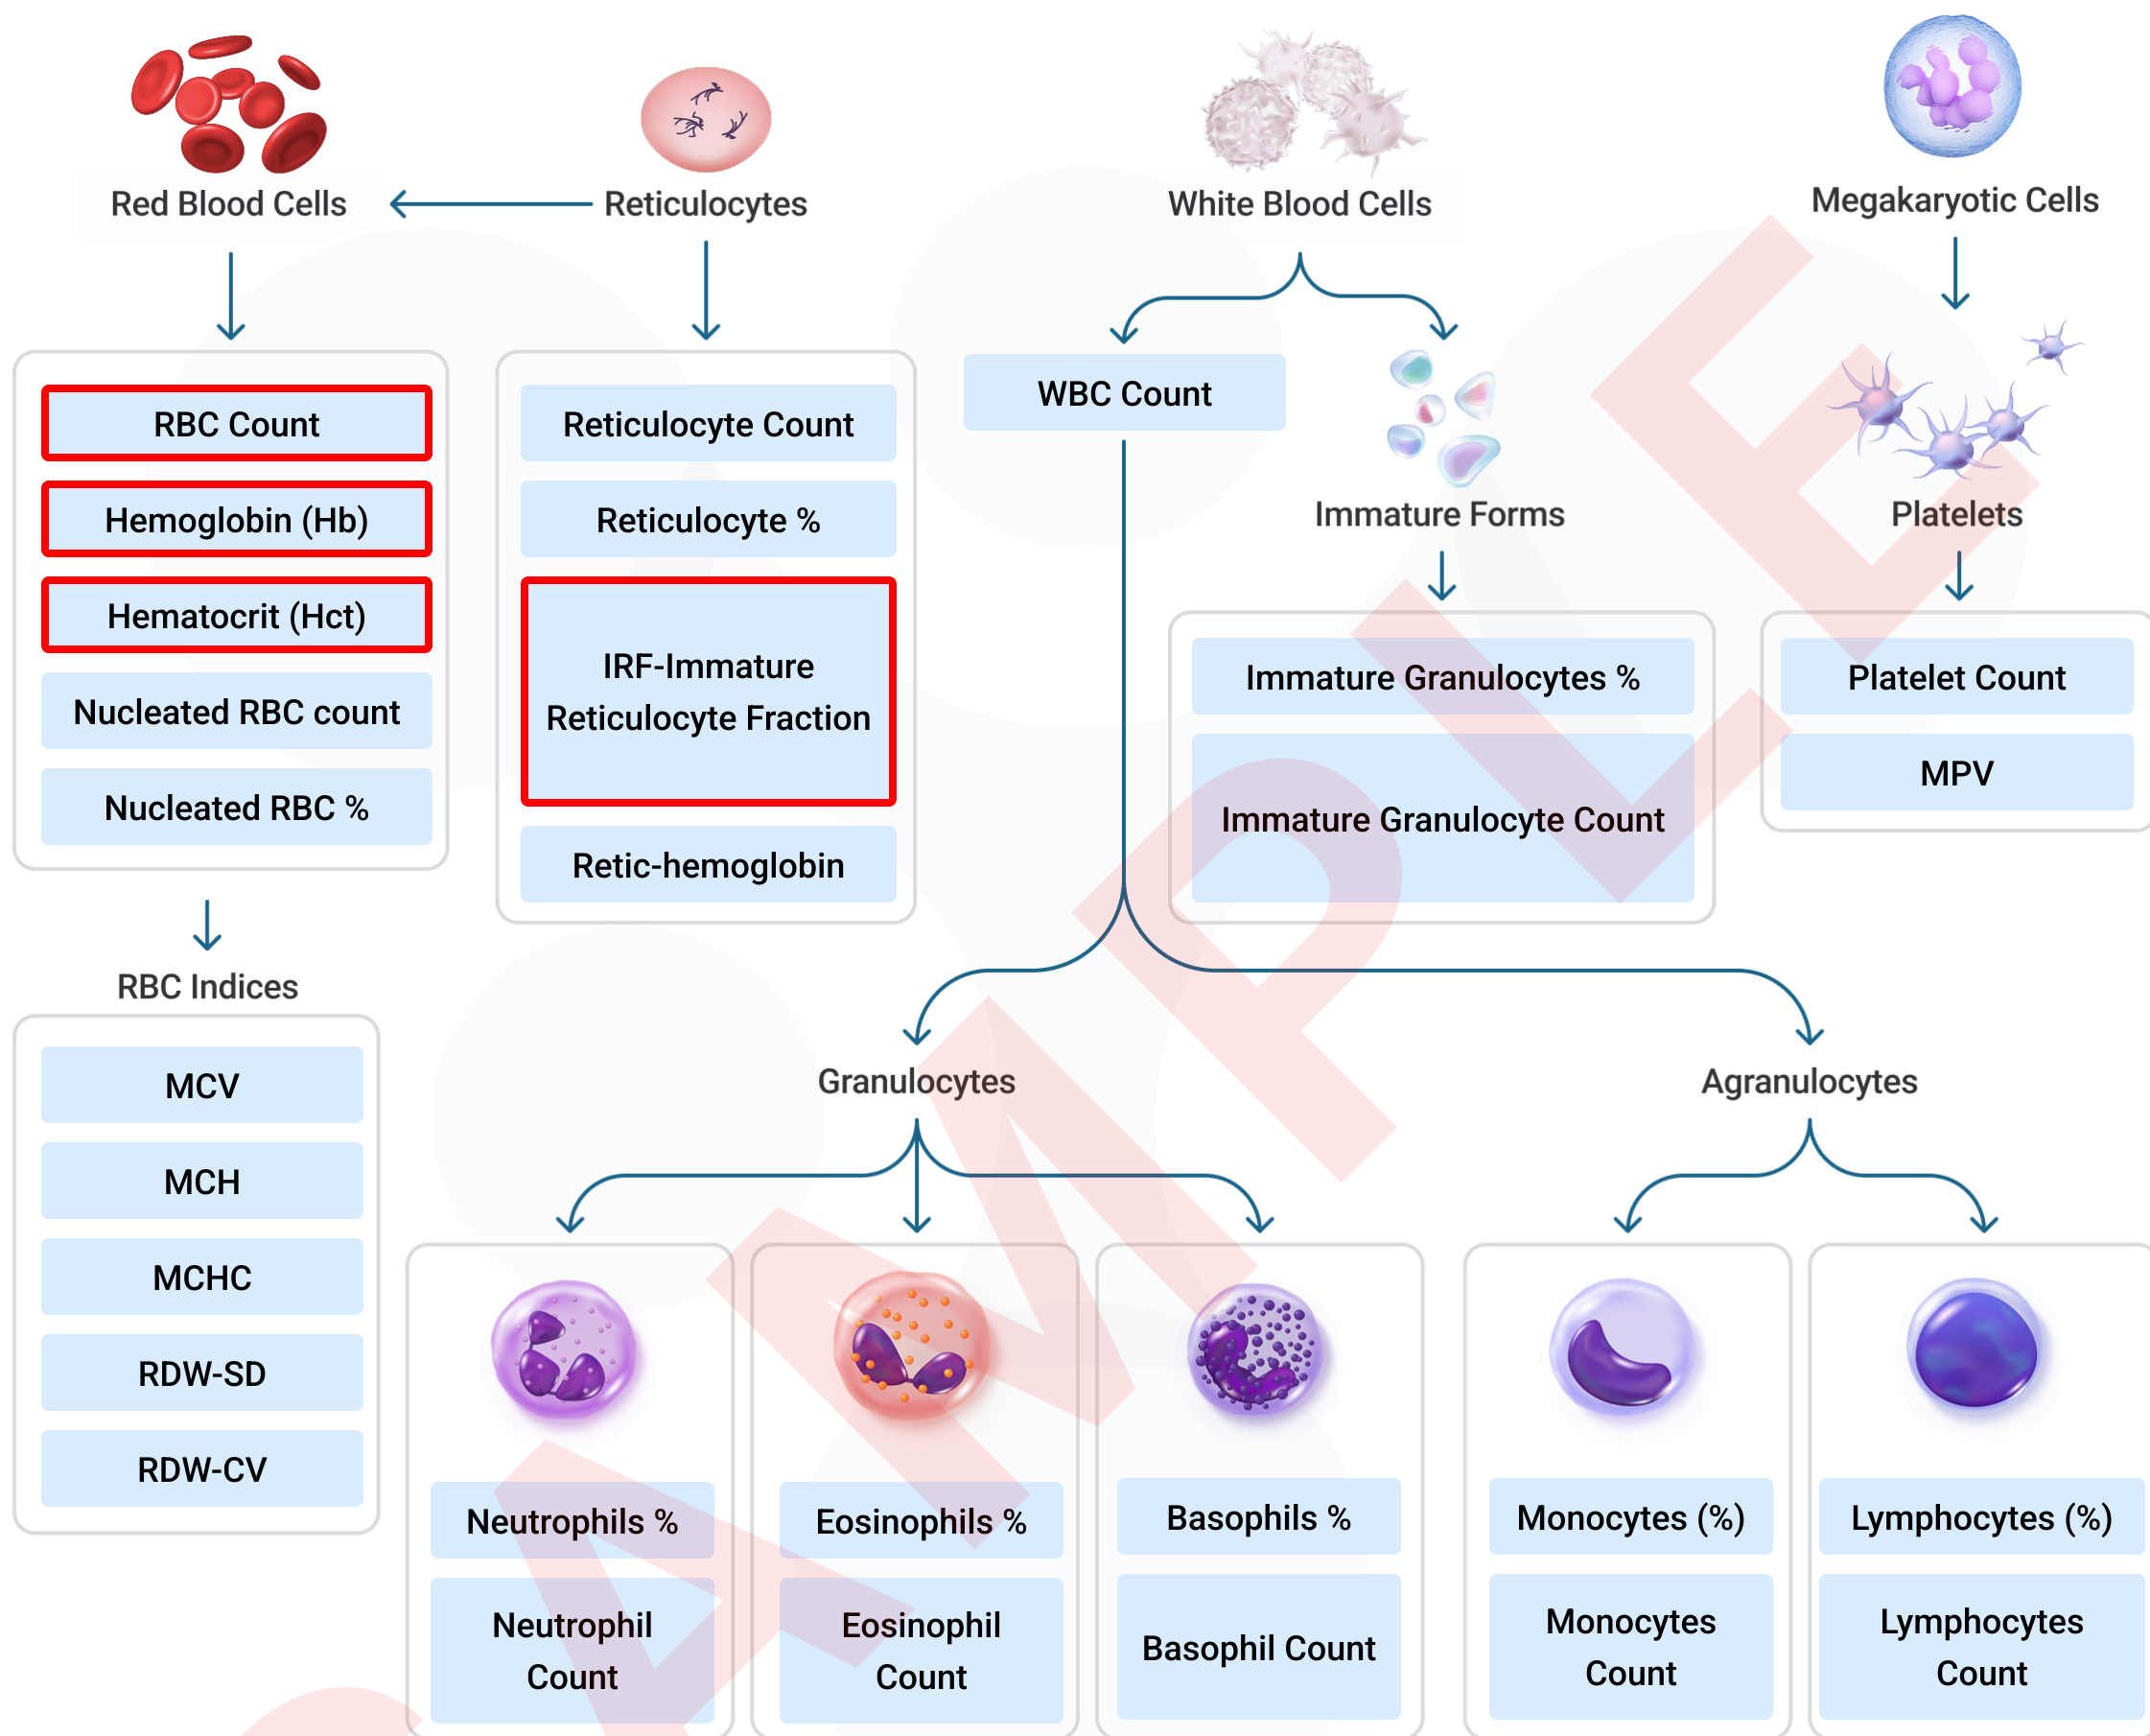 Red Blood Cells
Reticulocytes
White Blood Cells
Megakaryotic Cells
RBC Count
Hemoglobin (Hb)
Hematocrit (Hct)
Nucleated RBC count
Nucleated RBC %
Reticulocyte Count
Reticulocyte %
IRF-Immature
Reticulocyte Fraction
Retic-hemoglobin
WBC Count
Immature Forms
Immature Granulocytes %
Immature Granulocyte Count
Platelets
Platelet Count
MPV
RBC Indices
MCV
MCH
MCHC
RDW-SD
RDW-CV
Granulocytes
Agranulocytes
Neutrophils %
Neutrophil
Count
Eosinophils %
Eosinophil
Count
Basophils %
Basophil Count
Monocytes (%)
Monocytes
Count
Lymphocytes (%)
Lymphocytes
Count
SAMPLE